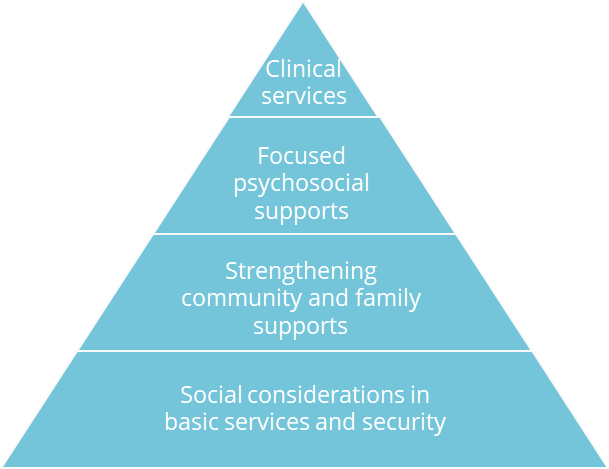 Clinical
services
Focused
psychosocial
supports
Strengthening
community and family
supports
Social considerations in
basic services and security